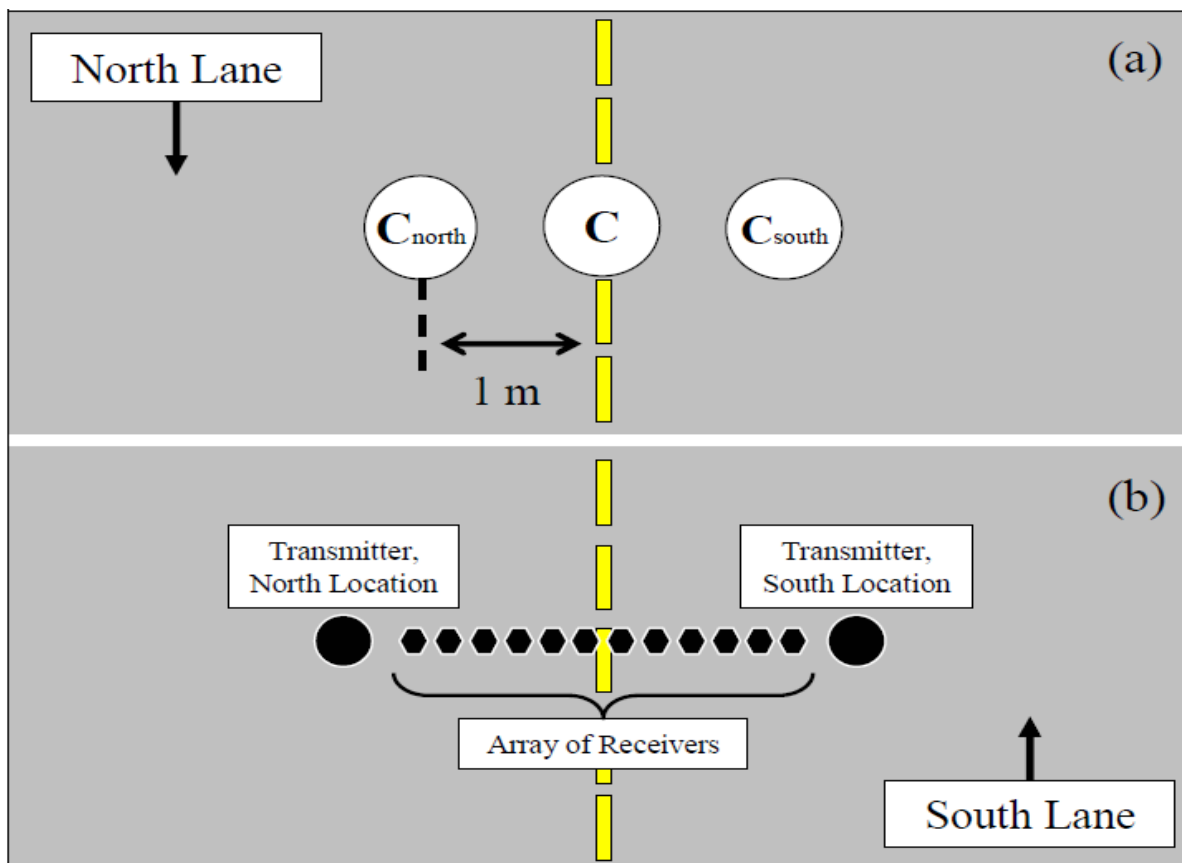 North Lane
(a)
Cnorth
C
Csouth
1 m
(b)
Transmitter,
North Location
Transmitter,
South Location
Array of Receivers
South Lane